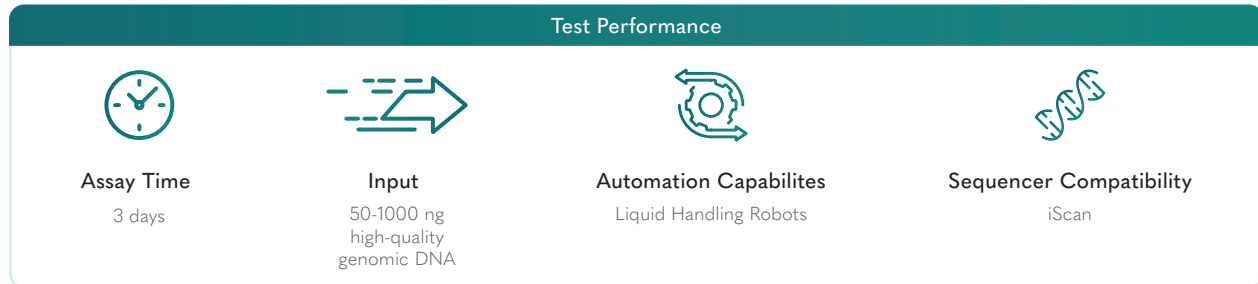 Test Performance
Assay Time
3 days
Input
50-1000 ng
high-quality
genomic DNA
Automation Capabilites
Liquid Handling Robots
Sequencer Compatibility
iScan